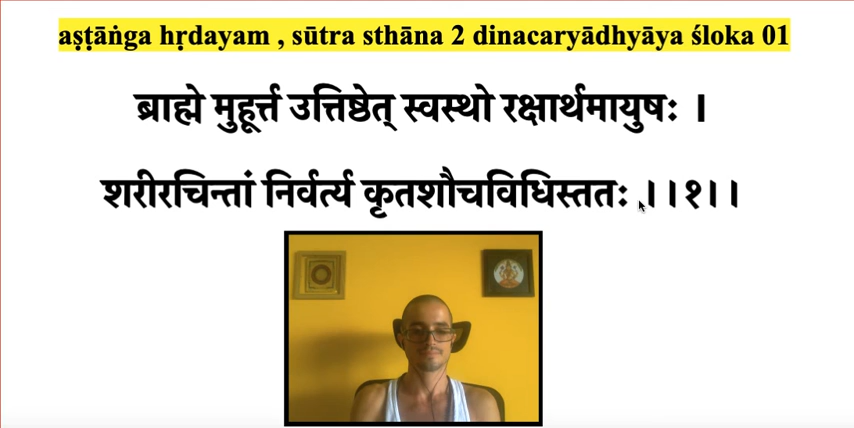 aṣṭāṅga hṛdayam , sūtra sthāna 2 dinacaryādhyāya śloka 01
ब्राह्मे मुहूर्त्त उत्तिष्ठेत् स्वस्थो रक्षार्थमायुषः ।
शरीरचिन्तां निर्वर्त्य कृतशौचविधिस्ततः ।।१।।